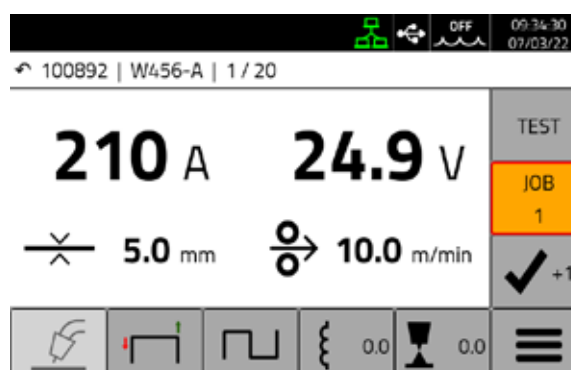 OFF
09:34:30
07/03/22
100892 | W456-A | 1 / 20
210 A
24.9 V
5.0 mm
10.0 m/min
TEST
JOB
1
+1
0.0
0.0